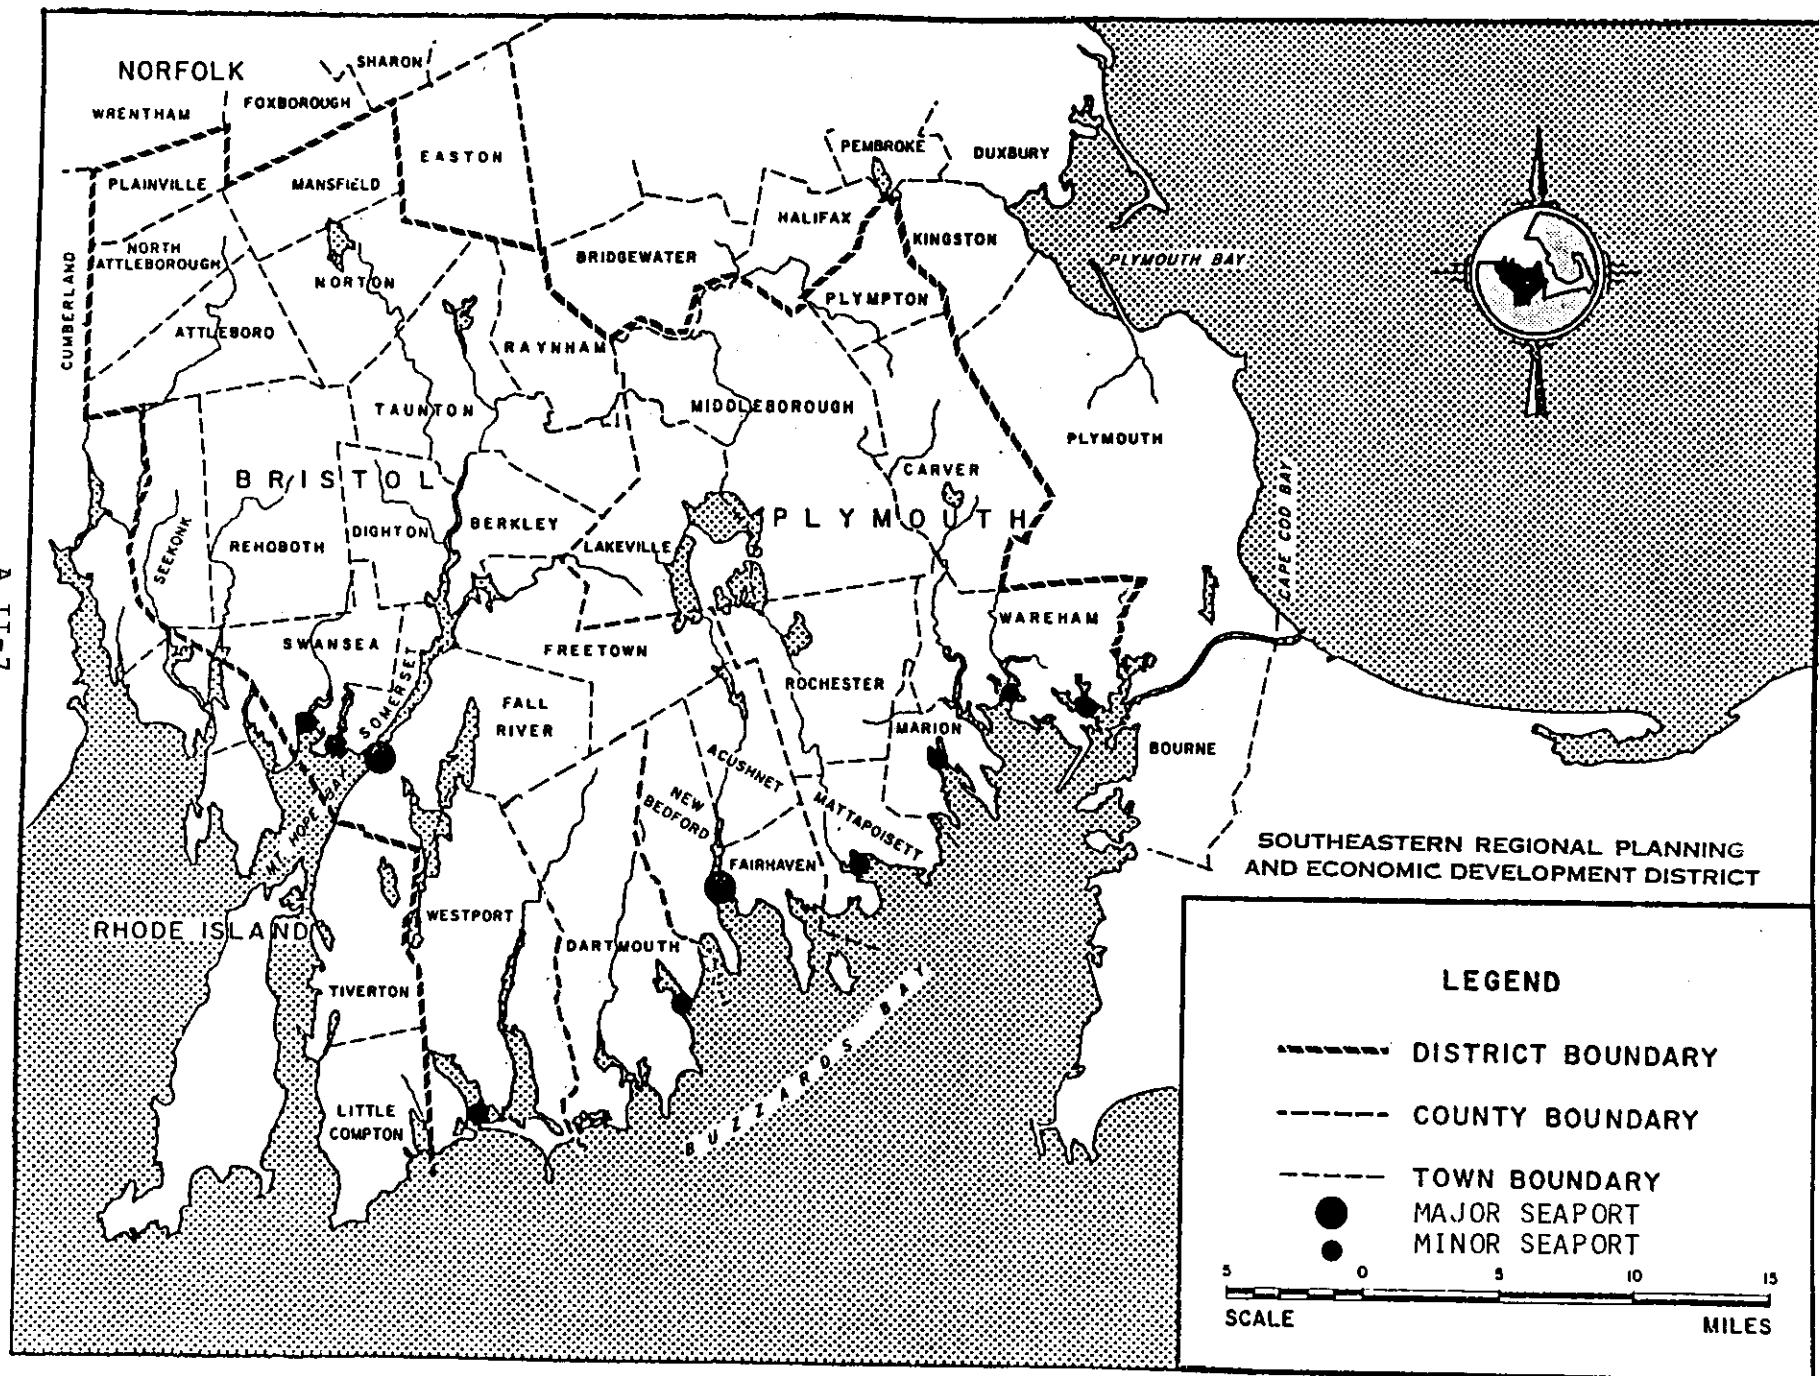 NORFOLK
SHARON
FOXBOROUGH
WRENTHAM
EASTON
PEMBROKE
DUXBURY
PLAINVILLE
MANSFIELD
HALIFAX
KINGSTON
NORTH
ATTLEBOROUGH
BRIDGEWATER
PLYMOUTH BAY
CUMBERLAND
NORTON
PLYMPTON
ATTLEBORO
RAYNHAM
TAUNTON
MIDDLEBOROUGH
PLYMOUTH
BRISTOL
CARVER
CAPE COD BAY
PLYMOUTH
SEEKONK
REHOBOTH
DIGHTON
BERKLEY
LAKEVILLE
A II-7
WAREHAM
SWANSEA
SOMERSET
FREETOWN
ROCHESTER
FALL
RIVER
MARION
BOURNE
ACUSHNET
NEW
BEDFORD
MATTAPOISETT
MT. HOPE BAY
FAIRHAVEN
SOUTHEASTERN REGIONAL PLANNING
AND ECONOMIC DEVELOPMENT DISTRICT
RHODE ISLAND
WESTPORT
DARTMOUTH
TIVERTON
BUZZARDS BAY
LITTLE
COMPTON
LEGEND
DISTRICT BOUNDARY
COUNTY BOUNDARY
TOWN BOUNDARY
MAJOR SEAPORT
MINOR SEAPORT
5 0 5 10 15
SCALE MILES